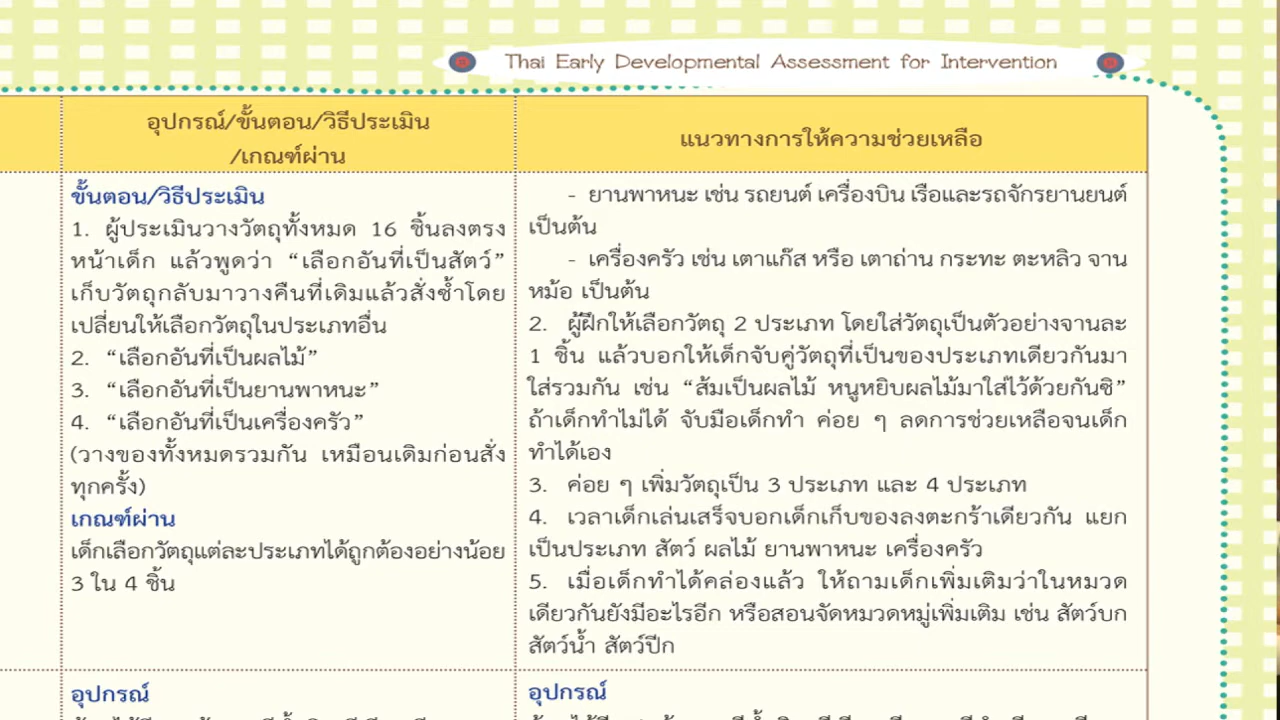 Thai Early Developmental Assessment for Intervention
อุปกรณ์/ขั้นตอน/วิธีประเมิน
/เกณฑ์ผ่าน
แนวทางการให้ความช่วยเหลือ
ขั้นตอน/วิธีประเมิน
1. ผู้ประเมินวางวัตถุทั้งหมด 16 ชิ้นลงตรง
หน้าเด็ก แล้วพูดว่า “เลือกอันที่เป็นสัตว์”
เก็บวัตถุกลับมาวางคืนที่เดิมแล้วสั่งซ้ำโดย
เปลี่ยนให้เลือกวัตถุในประเภทอื่น
2. “เลือกอันที่เป็นผลไม้”
3. “เลือกอันที่เป็นยานพาหนะ”
4. “เลือกอันที่เป็นเครื่องครัว”
(วางของทั้งหมดรวมกัน เหมือนเดิมก่อนสั่ง
ทุกครั้ง)
เกณฑ์ผ่าน
เด็กเลือกวัตถุแต่ละประเภทได้ถูกต้องอย่างน้อย
3 ใน 4 ชิ้น
- ยานพาหนะ เช่น รถยนต์ เครื่องบิน เรือและรถจักรยานยนต์
เป็นต้น
- เครื่องครัว เช่น เตาแก๊ส หรือ เตาถ่าน กระทะ ตะหลิว จาน
หม้อ เป็นต้น
2. ผู้ฝึกให้เลือกวัตถุ 2 ประเภท โดยใส่วัตถุเป็นตัวอย่างจานละ
1 ชิ้น แล้วบอกให้เด็กจับคู่วัตถุที่เป็นของประเภทเดียวกันมา
ใส่รวมกัน เช่น “ส้มเป็นผลไม้ หนูหยิบผลไม้มาใส่ไว้ด้วยกันซิ”
ถ้าเด็กทำไม่ได้ จับมือเด็กทำ ค่อย ๆ ลดการช่วยเหลือจนเด็ก
ทำได้เอง
3. ค่อย ๆ เพิ่มวัตถุเป็น 3 ประเภท และ 4 ประเภท
4. เวลาเด็กเล่นเสร็จบอกเด็กเก็บของลงตะกร้าเดียวกัน แยก
เป็นประเภท สัตว์ ผลไม้ ยานพาหนะ เครื่องครัว
5. เมื่อเด็กทำได้คล่องแล้ว ให้ถามเด็กเพิ่มเติมว่าในหมวด
เดียวกันยังมีอะไรอีก หรือสอนจัดหมวดหมู่เพิ่มเติม เช่น สัตว์บก
สัตว์น้ำ สัตว์ปีก
อุปกรณ์
อุปกรณ์